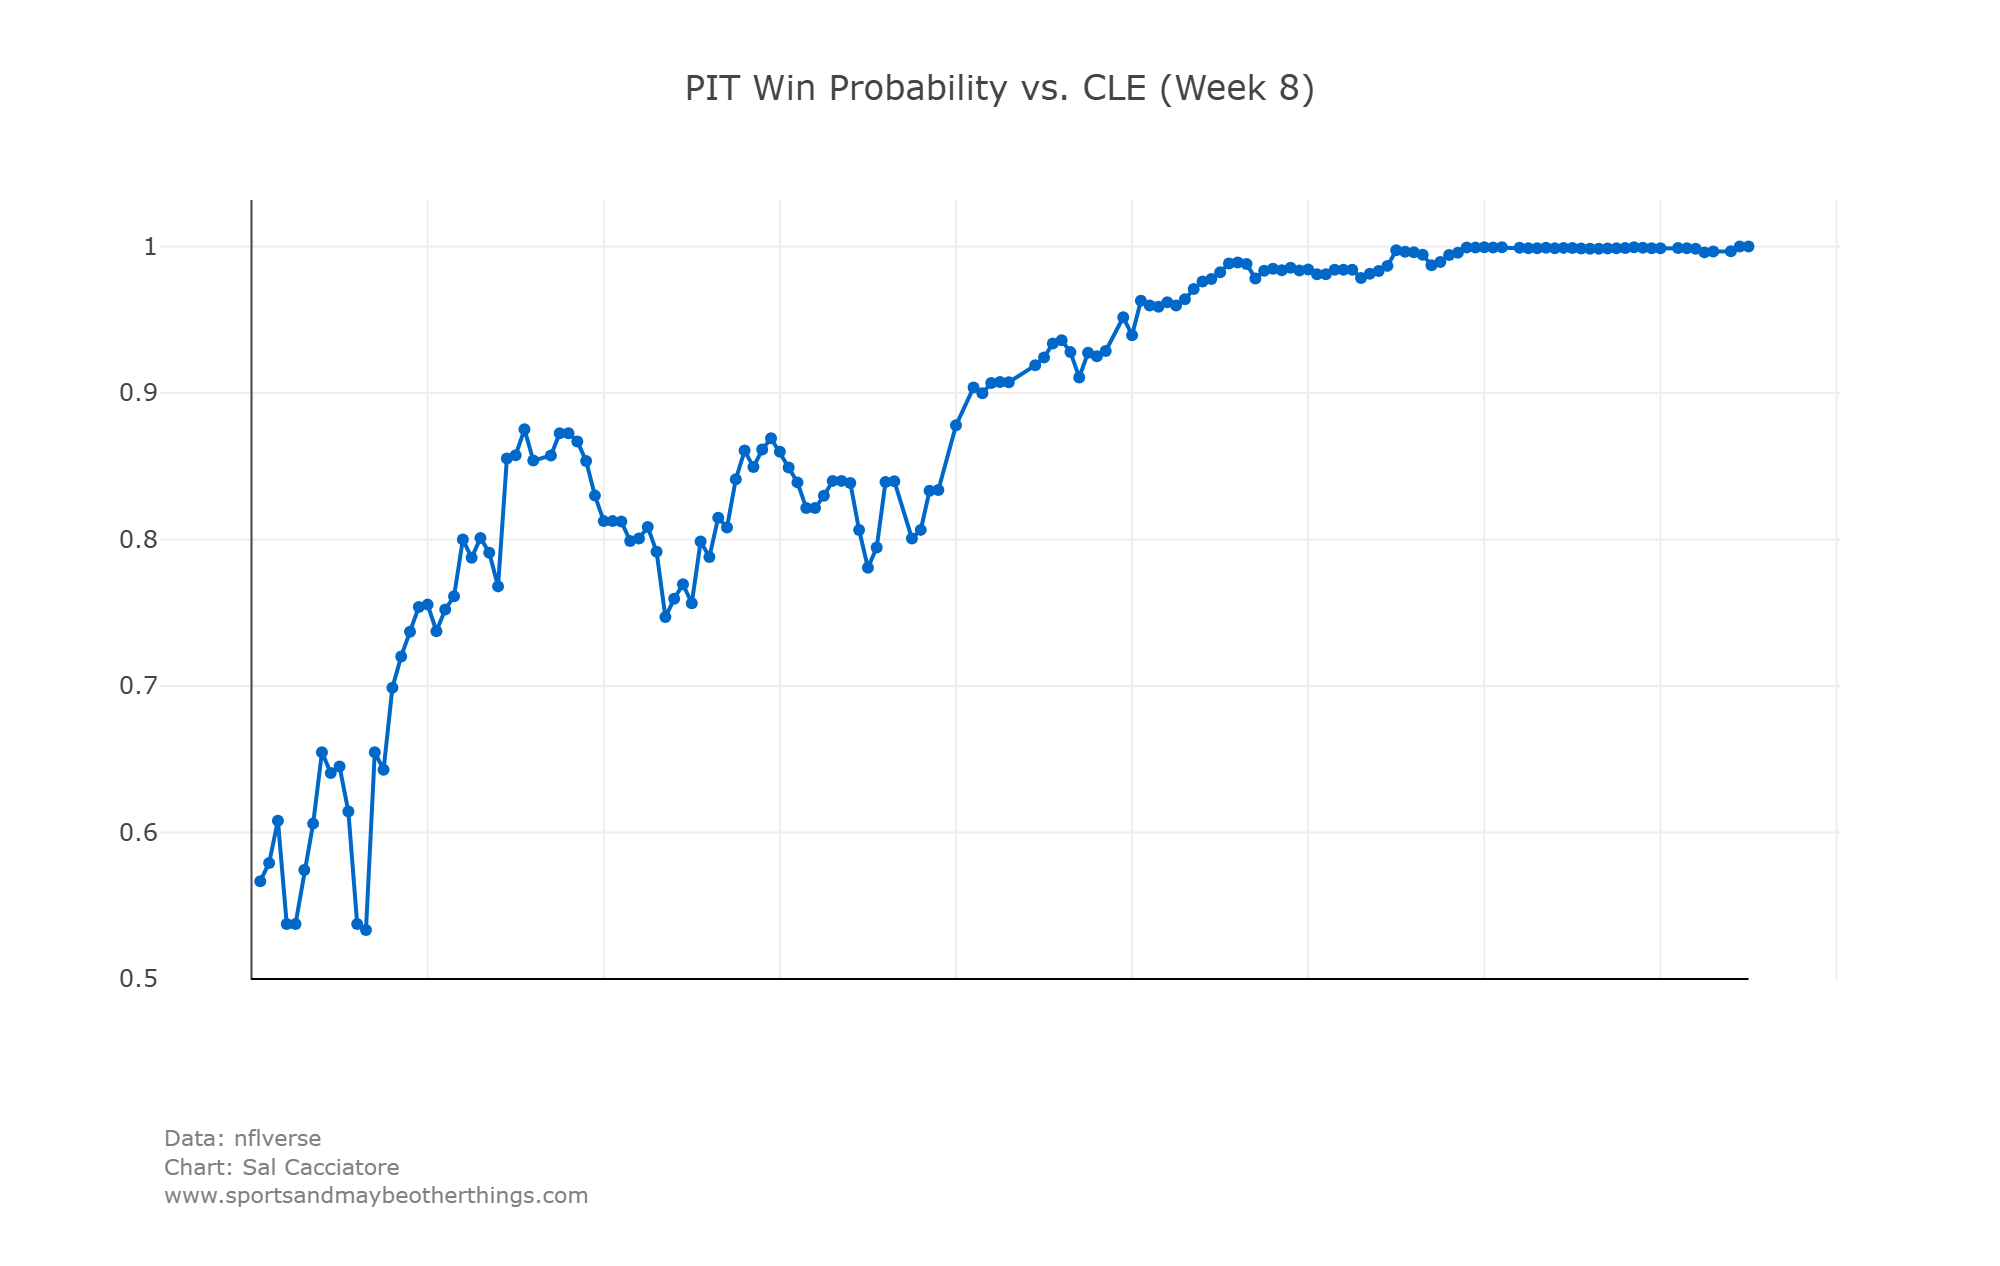 PIT Win Probability vs. CLE (Week 8)
1
0.9
0.8
0.7
0.6
0.5
Data: nflverse
Chart: Sal Cacciatore
www.sportsandmaybeotherthings.com